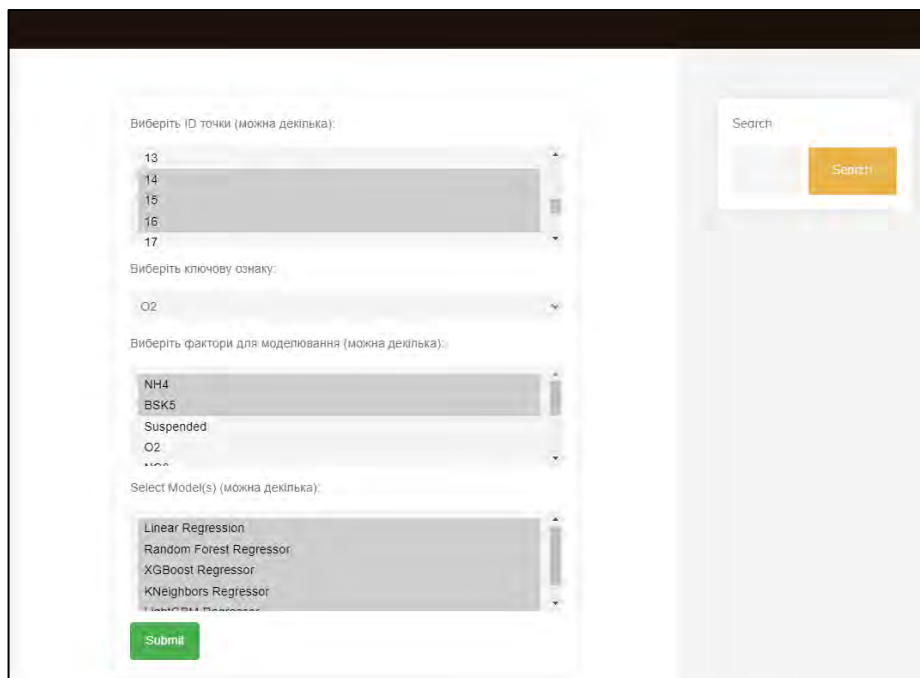 Виберіть ID точки (можна декілька):
13
14
15
16
17
Виберіть ключову ознаку:
O2
Виберіть фактори для моделювання (можна декілька):
NH4
BSK5
Suspended
O2
Select Model(s) (можна декілька):
Linear Regression
Random Forest Regressor
XGBoost Regressor
KNeighbors Regressor
LightGBM Regressor
Submit
Search
Search